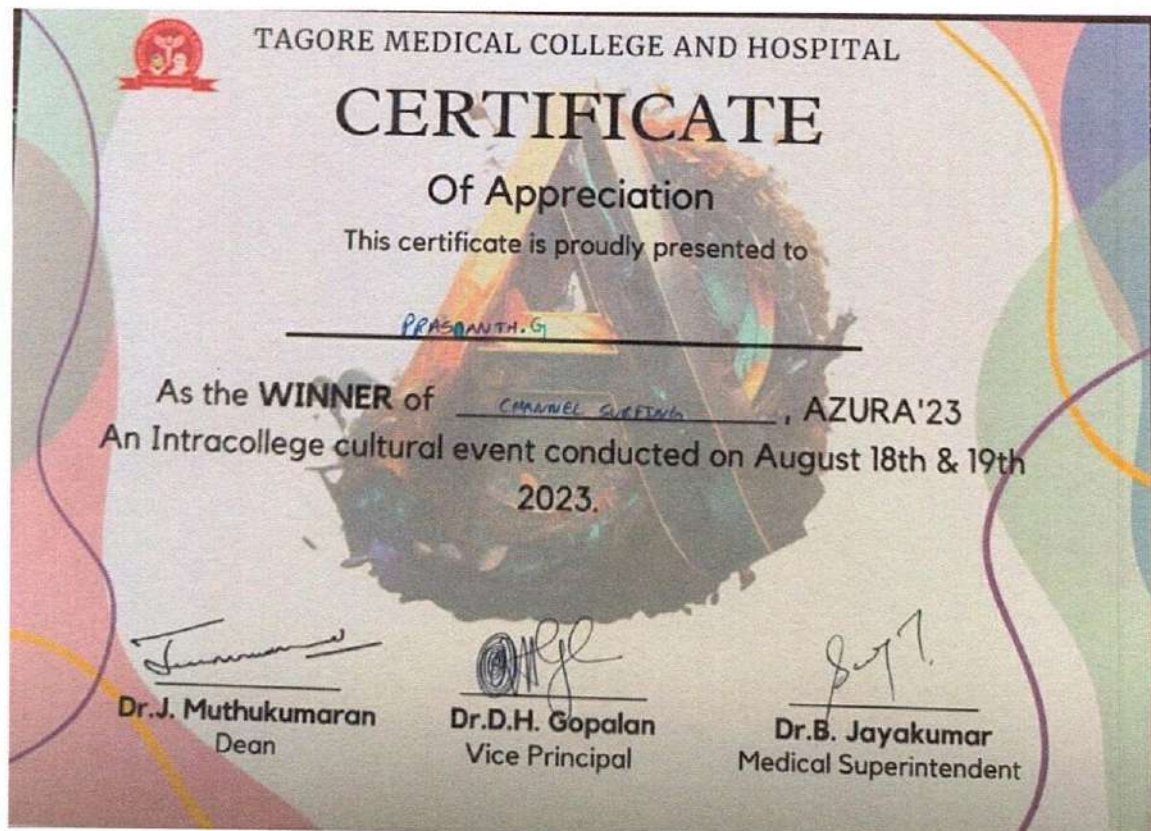 TAGORE MEDICAL COLLEGE AND HOSPITAL
CERTIFICATE
Of Appreciation
This certificate is proudly presented to
PRASANTH.G
As the WINNER of CHANNEL SURFING, AZURA'23
An Intracollege cultural event conducted on August 18th & 19th
2023.
Dr.J. Muthukumaran
Dean
Dr.D.H. Gopalan
Vice Principal
Dr.B. Jayakumar
Medical Superintendent